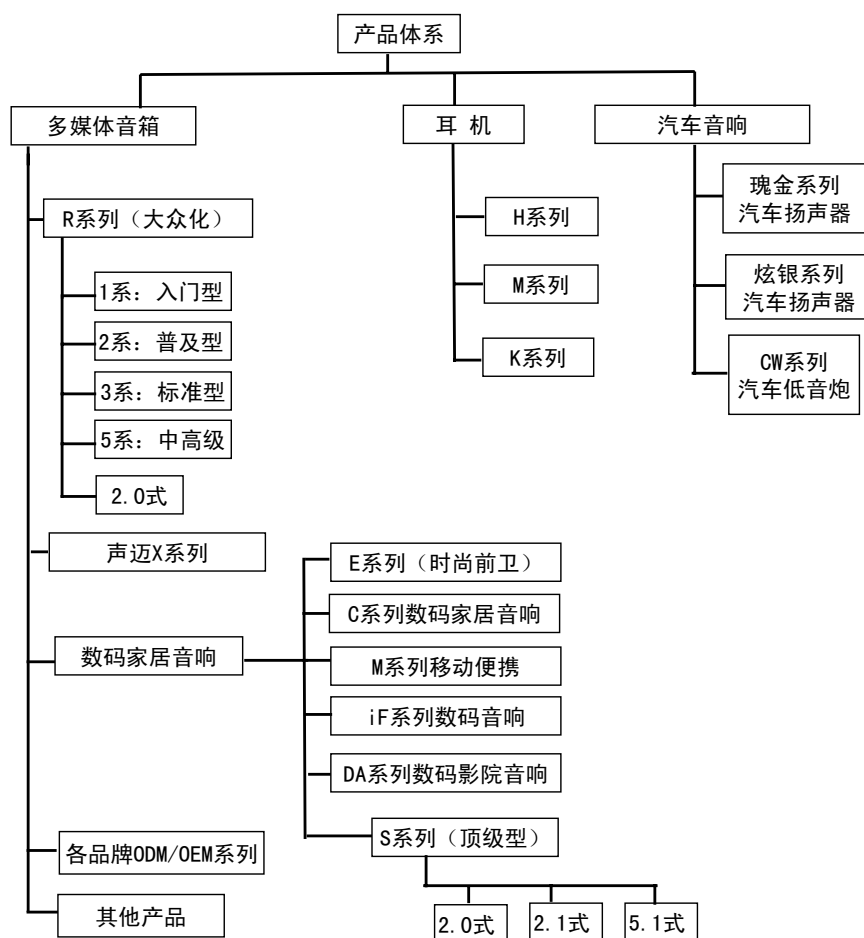 产品体系
多媒体音箱
耳 机
汽车音响
R系列（大众化）
1系：入门型
2系：普及型
3系：标准型
5系：中高级
2.0式
声迈X系列
数码家居音响
E系列（时尚前卫）
C系列数码家居音响
M系列移动便携
iF系列数码音响
DA系列数码影院音响
S系列（顶级型）
2.0式
2.1式
5.1式
各品牌ODM/OEM系列
其他产品
H系列
M系列
K系列
瑰金系列
汽车扬声器
炫银系列
汽车扬声器
CW系列
汽车低音炮